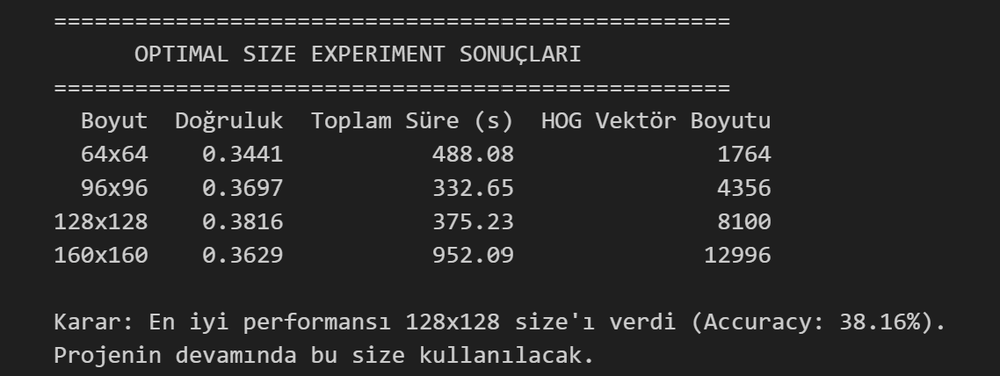 ==================================================
OPTIMAL SIZE EXPERIMENT SONUÇLARI
==================================================
Boyut Doğruluk Toplam Süre (s) HOG Vektör Boyutu
64x64 0.3441 488.08 1764
96x96 0.3697 332.65 4356
128x128 0.3816 375.23 8100
160x160 0.3629 952.09 12996
Karar: En iyi performansı 128x128 size'ı verdi (Accuracy: 38.16%).
Projenin devamında bu size kullanılacak.